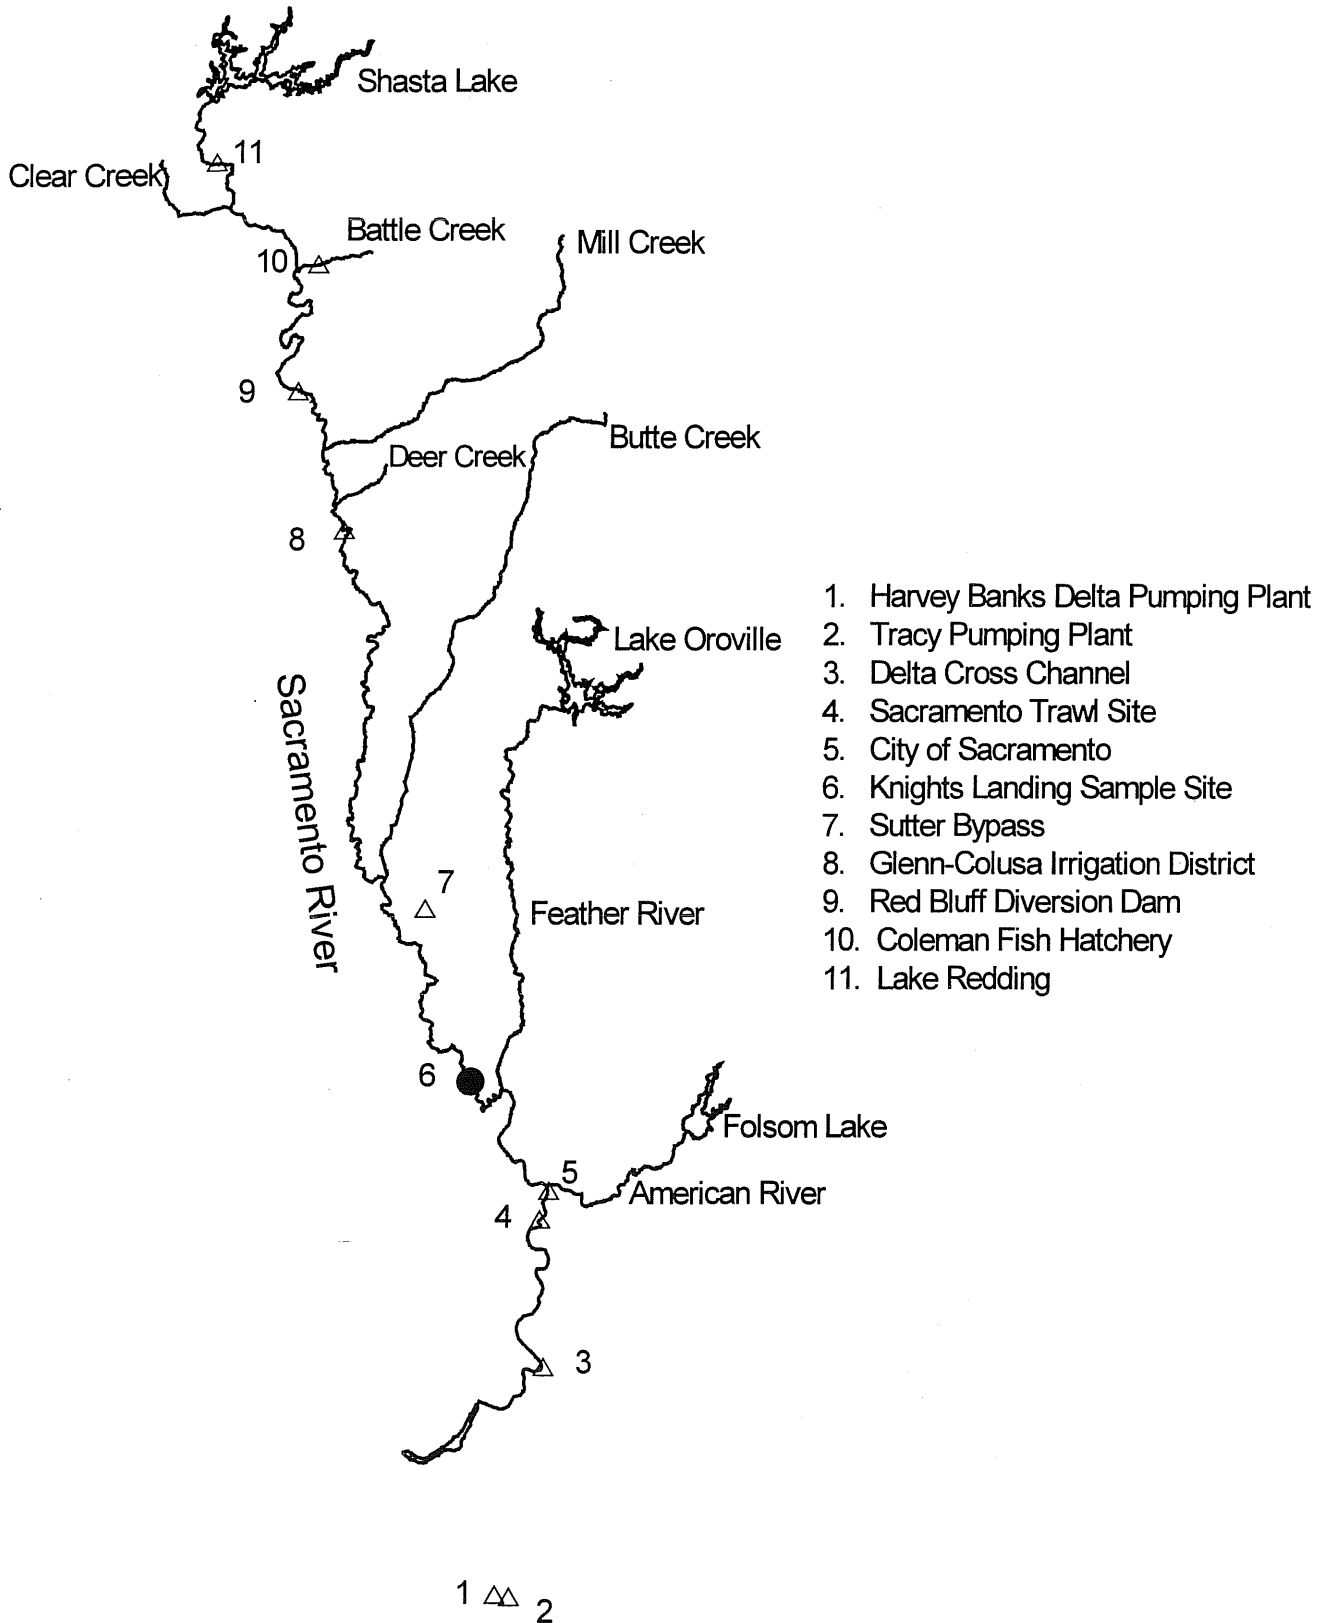 Shasta Lake
11
Clear Creek
Battle Creek
Mill Creek
10
9
Butte Creek
Deer Creek
8
Lake Oroville
Sacramento River
7
Feather River
6
Folsom Lake
5
American River
4
3
1
2
1. Harvey Banks Delta Pumping Plant
2. Tracy Pumping Plant
3. Delta Cross Channel
4. Sacramento Trawl Site
5. City of Sacramento
6. Knights Landing Sample Site
7. Sutter Bypass
8. Glenn-Colusa Irrigation District
9. Red Bluff Diversion Dam
10. Coleman Fish Hatchery
11. Lake Redding